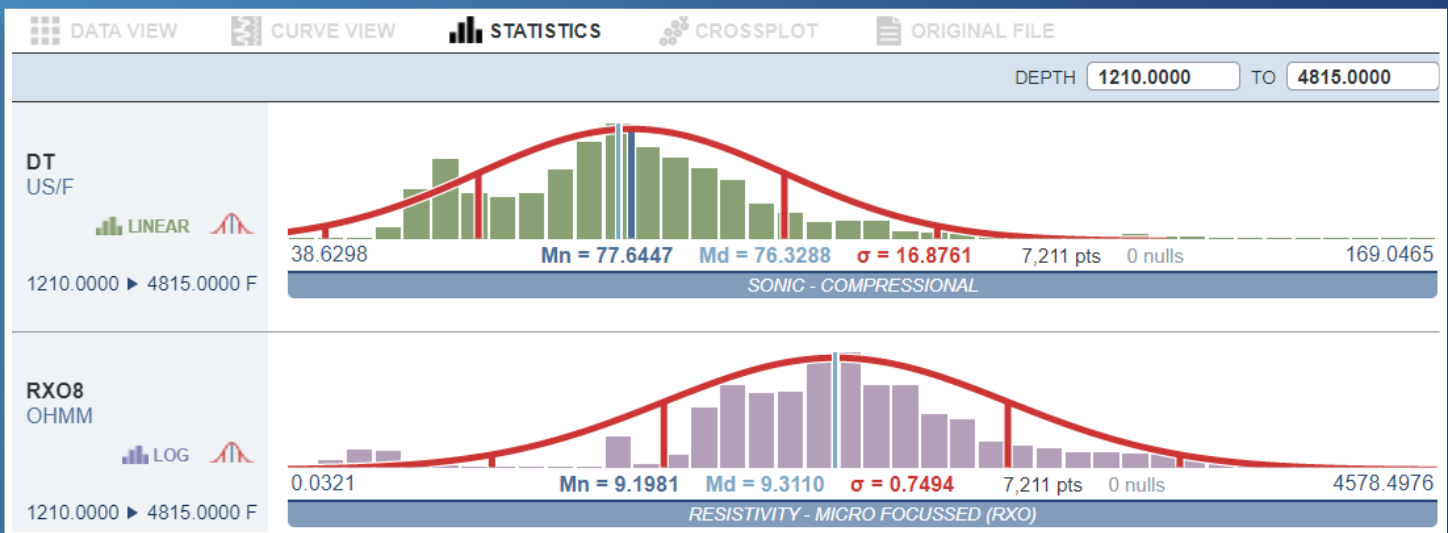 DATA VIEW CURVE VIEW STATISTICS CROSSPLOT ORIGINAL FILE
DEPTH 1210.0000 TO 4815.0000
DT
US/F
LINEAR
38.6298 Mn = 77.6447 Md = 76.3288 σ = 16.8761 7,211 pts 0 nulls 169.0465
1210.0000 ▶ 4815.0000 F SONIC - COMPRESSIONAL
RXO8
OHMM
LOG
0.0321 Mn = 9.1981 Md = 9.3110 σ = 0.7494 7,211 pts 0 nulls 4578.4976
1210.0000 ▶ 4815.0000 F RESISTIVITY - MICRO FOCUSSED (RXO)